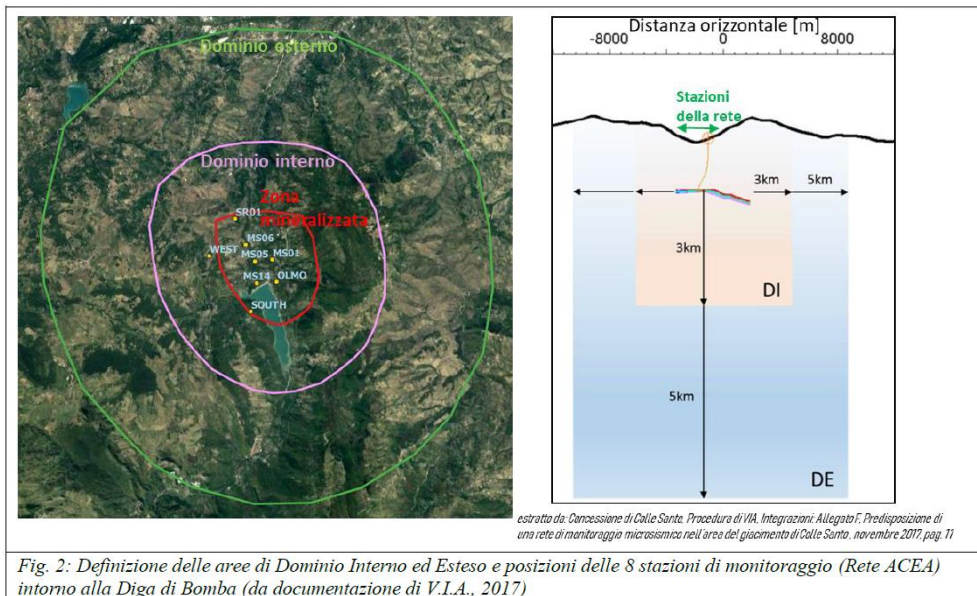 Dominio esterno
Dominio interno
Zona
mineralizzata
SR01
MS06
WEST
MS05
MS01
MS14
OLMO
SOUTH
Distanza orizzontale [m]
-8000
0
8000
Stazioni
della rete
3km
5km
3km
DI
5km
DE
estratto da: Concessione di Colle Santo, Procedura di VIA, Integrazioni: Allegato F, Predisposizione di
una rete di monitoraggio microsismico nell'area del giacimento di Colle Santo, novembre 2017, pag. 11
Fig. 2: Definizione delle aree di Dominio Interno ed Esteso e posizioni delle 8 stazioni di monitoraggio (Rete ACEA)
intorno alla Diga di Bomba (da documentazione di V.I.A., 2017)